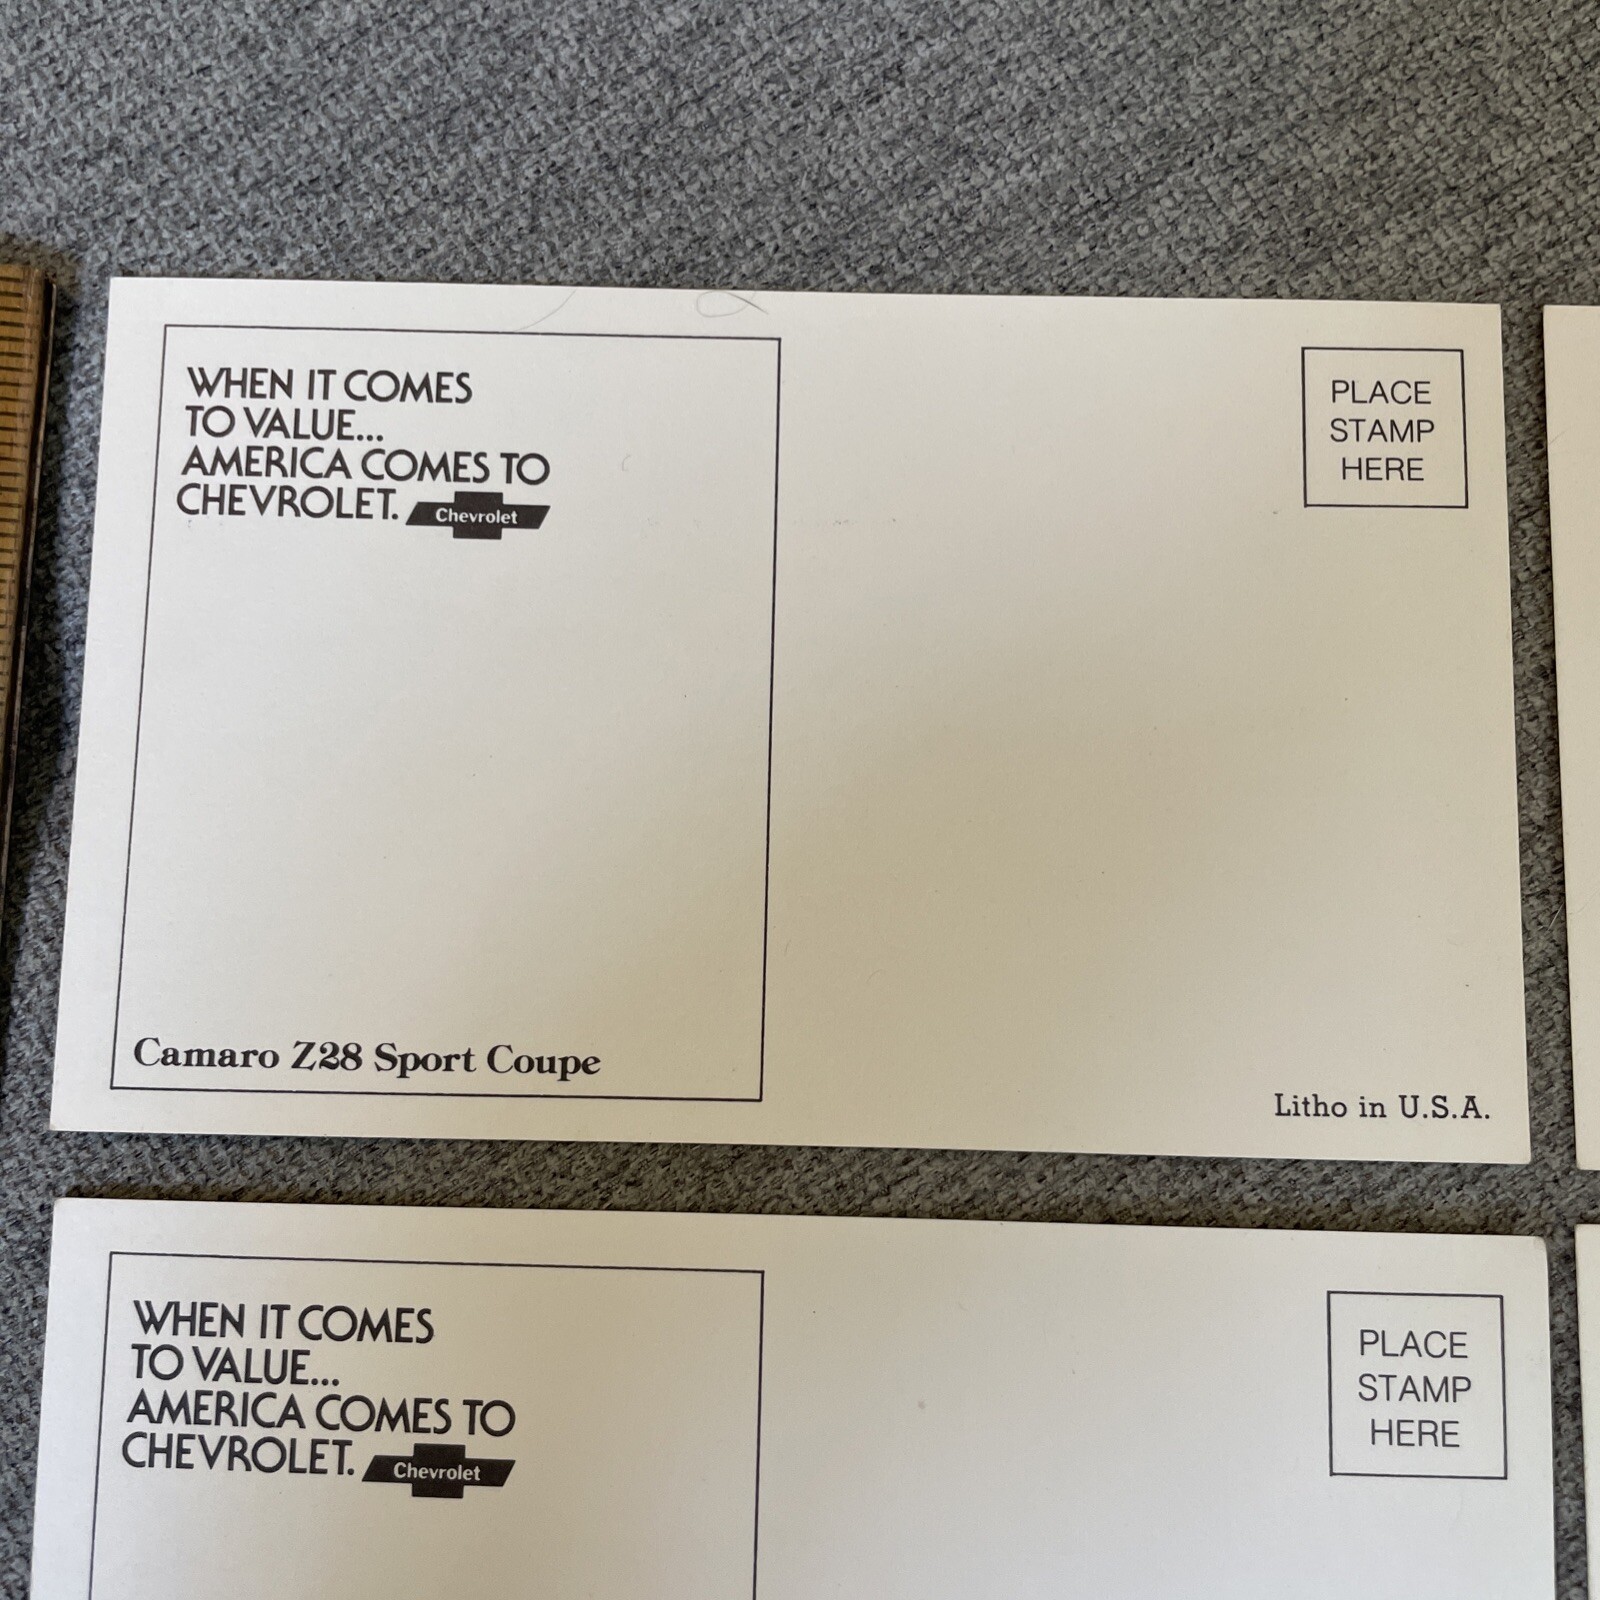 WHEN IT COMES
TO VALUE...
AMERICA COMES TO
CHEVROLET. Chevrolet
PLACE
STAMP
HERE
Camaro Z28 Sport Coupe
Litho in U.S.A.
WHEN IT COMES
TO VALUE...
AMERICA COMES TO
CHEVROLET. Chevrolet
PLACE
STAMP
HERE